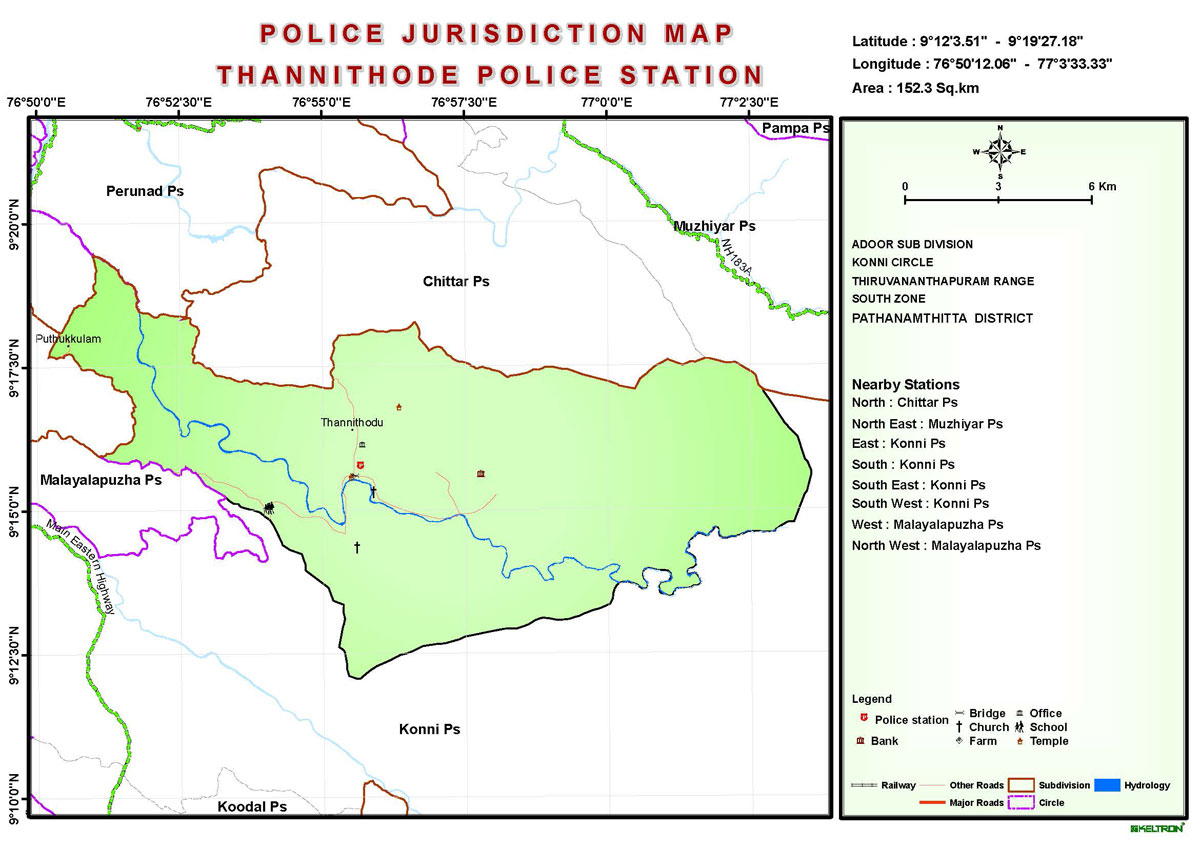 POLICE JURISDICTION MAP
THANNITHODE POLICE STATION
Latitude : 9°12'3.51" - 9°19'27.18"
Longitude : 76°50'12.06" - 77°3'33.33"
Area : 152.3 Sq.km
76°50'0"E 76°52'30"E 76°55'0"E 76°57'30"E 77°0'0"E 77°2'30"E
9°20'0"N
9°17'30"N
9°15'0"N
9°12'30"N
9°10'0"N
Pampa Ps
Perunad Ps
Muzhiyar Ps
NH183A
Chittar Ps
Puthukkulam
Thannithodu
Malayalapuzha Ps
Main Eastern Highway
Konni Ps
Koodal Ps
N
W E
S
0 3 6 Km
ADOOR SUB DIVISION
KONNI CIRCLE
THIRUVANANTHAPURAM RANGE
SOUTH ZONE
PATHANAMTHITTA DISTRICT
Nearby Stations
North : Chittar Ps
North East : Muzhiyar Ps
East : Konni Ps
South : Konni Ps
South East : Konni Ps
South West : Konni Ps
West : Malayalapuzha Ps
North West : Malayalapuzha Ps
Legend
Police station Bridge Office
Church School
Bank Farm Temple
Railway Other Roads Subdivision Hydrology
Major Roads Circle
KELTRON